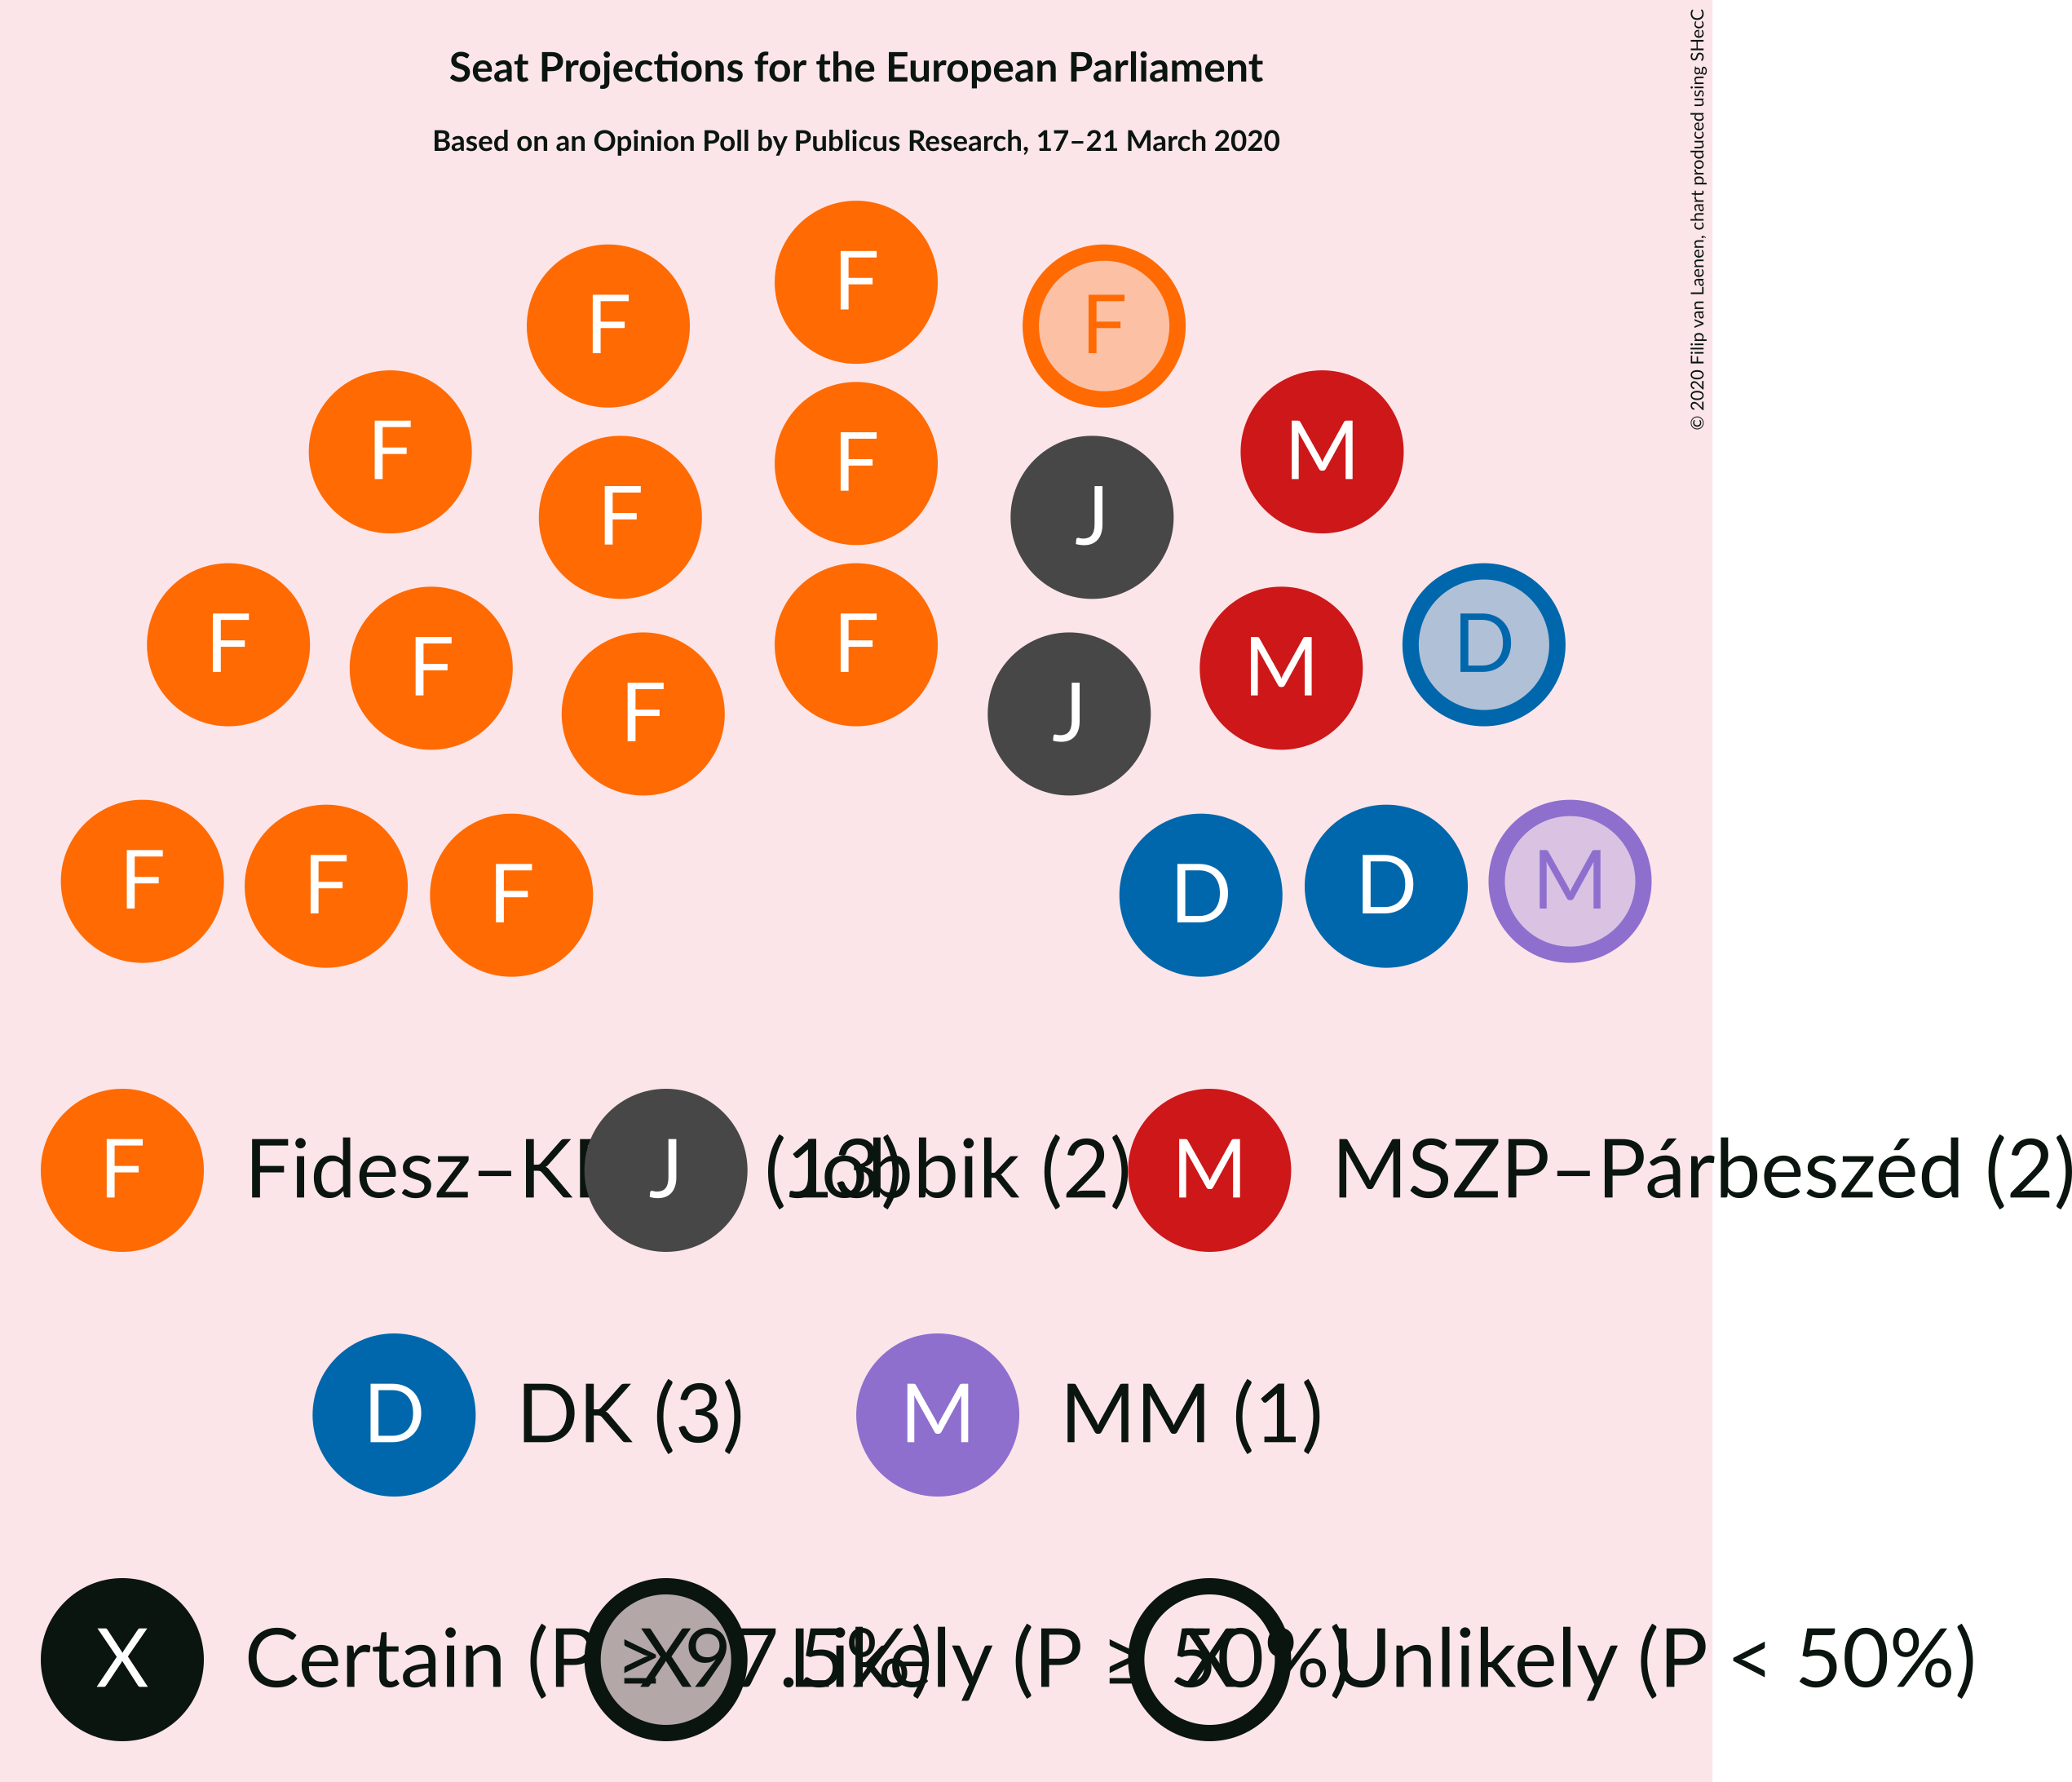 Seat Projections for the European Parliament
Based on an Opinion Poll by Publicus Research, 17–21 March 2020
© 2020 Filip van Laenen, chart produced using SHecC
F
F F
F M
F
F J
F
F D
F M
F J
F F F
D D M
F Fidesz–K (13) J Jobbik (2) M MSZP–Párbeszéd (2)
D DK (3) M MM (1)
X Certain (P ≥ 97.5%) X Likely (P ≥ 50%) X Unlikely (P < 50%)